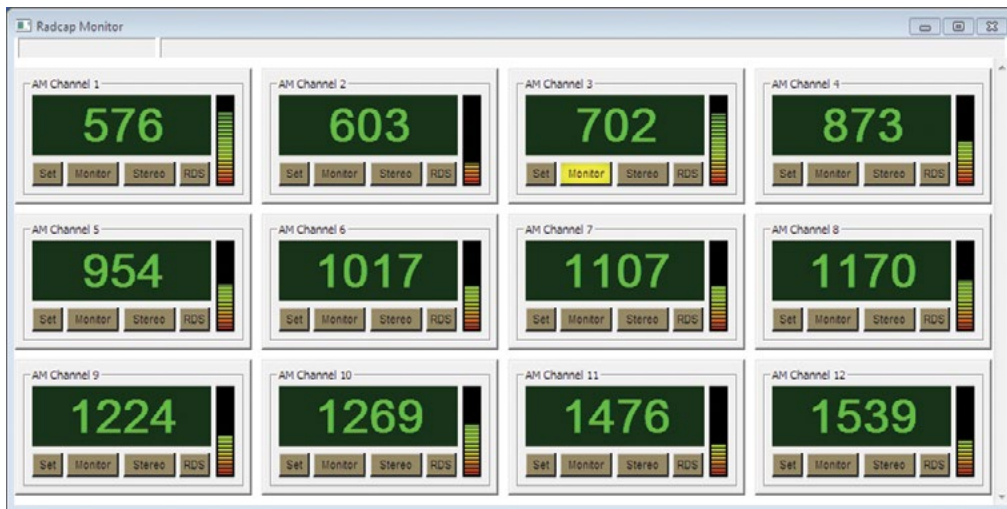 Radcap Monitor
AM Channel 1
576
Set Monitor Stereo RDS
AM Channel 2
603
Set Monitor Stereo RDS
AM Channel 3
702
Set Monitor Stereo RDS
AM Channel 4
873
Set Monitor Stereo RDS
AM Channel 5
954
Set Monitor Stereo RDS
AM Channel 6
1017
Set Monitor Stereo RDS
AM Channel 7
1107
Set Monitor Stereo RDS
AM Channel 8
1170
Set Monitor Stereo RDS
AM Channel 9
1224
Set Monitor Stereo RDS
AM Channel 10
1269
Set Monitor Stereo RDS
AM Channel 11
1476
Set Monitor Stereo RDS
AM Channel 12
1539
Set Monitor Stereo RDS